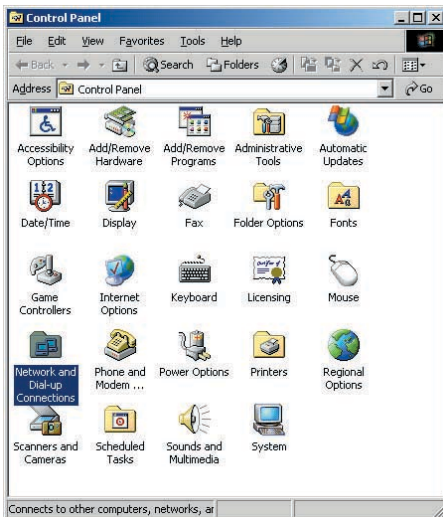 Control Panel
File Edit View Favorites Tools Help
Back Search Folders
Address Control Panel Go
Accessibility Options
Add/Remove Hardware
Add/Remove Programs
Administrative Tools
Automatic Updates
Date/Time
Display
Fax
Folder Options
Fonts
Game Controllers
Internet Options
Keyboard
Licensing
Mouse
Network and Dial-up Connections
Phone and Modem ...
Power Options
Printers
Regional Options
Scanners and Cameras
Scheduled Tasks
Sounds and Multimedia
System
Connects to other computers, networks, ar